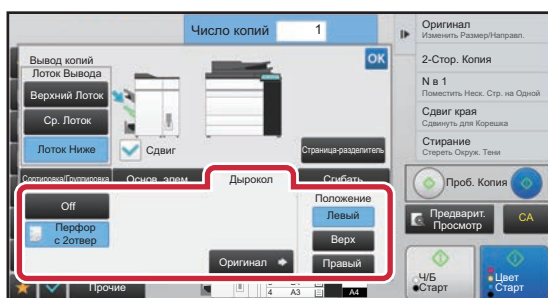 Число копий 1
Вывод копий
OK
Лоток Вывода
Верхний Лоток
Ср. Лоток
Лоток Ниже
Сдвиг
Страница-разделитель
Сортировка/Группировка
Основ. элем
Дырокол
Сгибать
Off
Перфор
с 2отвер
Оригинал
Положение
Левый
Верх
Правый
Прочие
A3
A4
Оригинал
Изменить Размер/Направл.
2-Стор. Копия
N в 1
Поместить Неск. Стр. на Одной
Сдвиг края
Сдвинуть для Корешка
Стирание
Стереть Окруж. Тени
Проб. Копия
Предварит.
Просмотр
CA
Ч/Б
Старт
Цвет
Старт